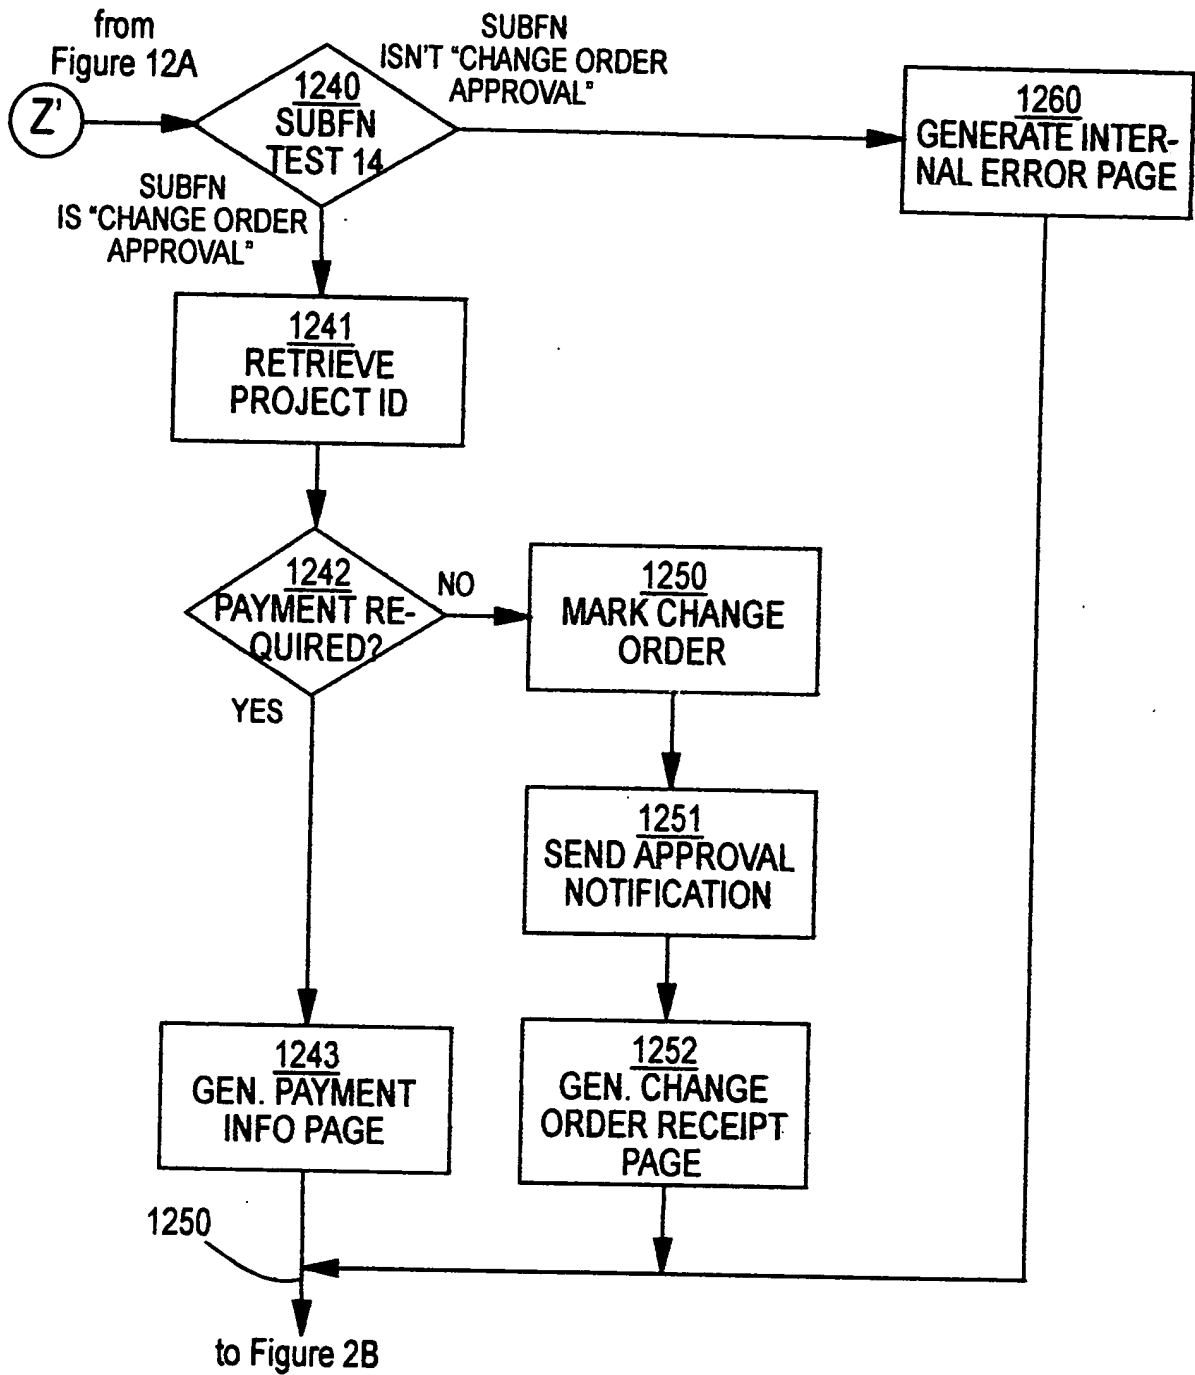 from
Figure 12A
Z'
SUBFN
ISN'T "CHANGE ORDER
APPROVAL"
1240
SUBFN
TEST 14
1260
GENERATE INTER-
NAL ERROR PAGE
SUBFN
IS "CHANGE ORDER
APPROVAL"
1241
RETRIEVE
PROJECT ID
1242
PAYMENT RE-
QUIRED?
NO
YES
1250
MARK CHANGE
ORDER
1251
SEND APPROVAL
NOTIFICATION
1243
GEN. PAYMENT
INFO PAGE
1252
GEN. CHANGE
ORDER RECEIPT
PAGE
1250
to Figure 2B